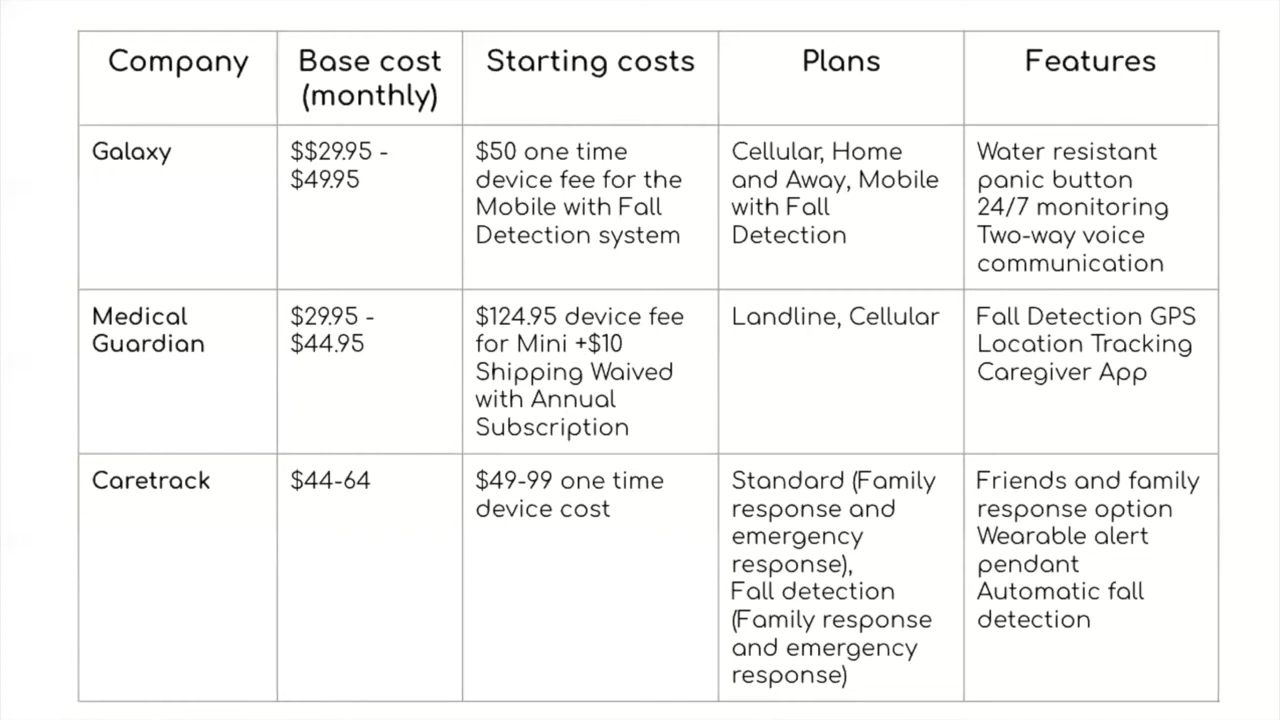 Company
Base cost
(monthly)
Starting costs
Plans
Features
Galaxy
$$29.95 -
$49.95
$50 one time
device fee for the
Mobile with Fall
Detection system
Cellular, Home
and Away, Mobile
with Fall
Detection
Water resistant
panic button
24/7 monitoring
Two-way voice
communication
Medical
Guardian
$29.95 -
$44.95
$124.95 device fee
for Mini +$10
Shipping Waived
with Annual
Subscription
Landline, Cellular
Fall Detection GPS
Location Tracking
Caregiver App
Caretrack
$44-64
$49-99 one time
device cost
Standard (Family
response and
emergency
response),
Fall detection
(Family response
and emergency
response)
Friends and family
response option
Wearable alert
pendant
Automatic fall
detection